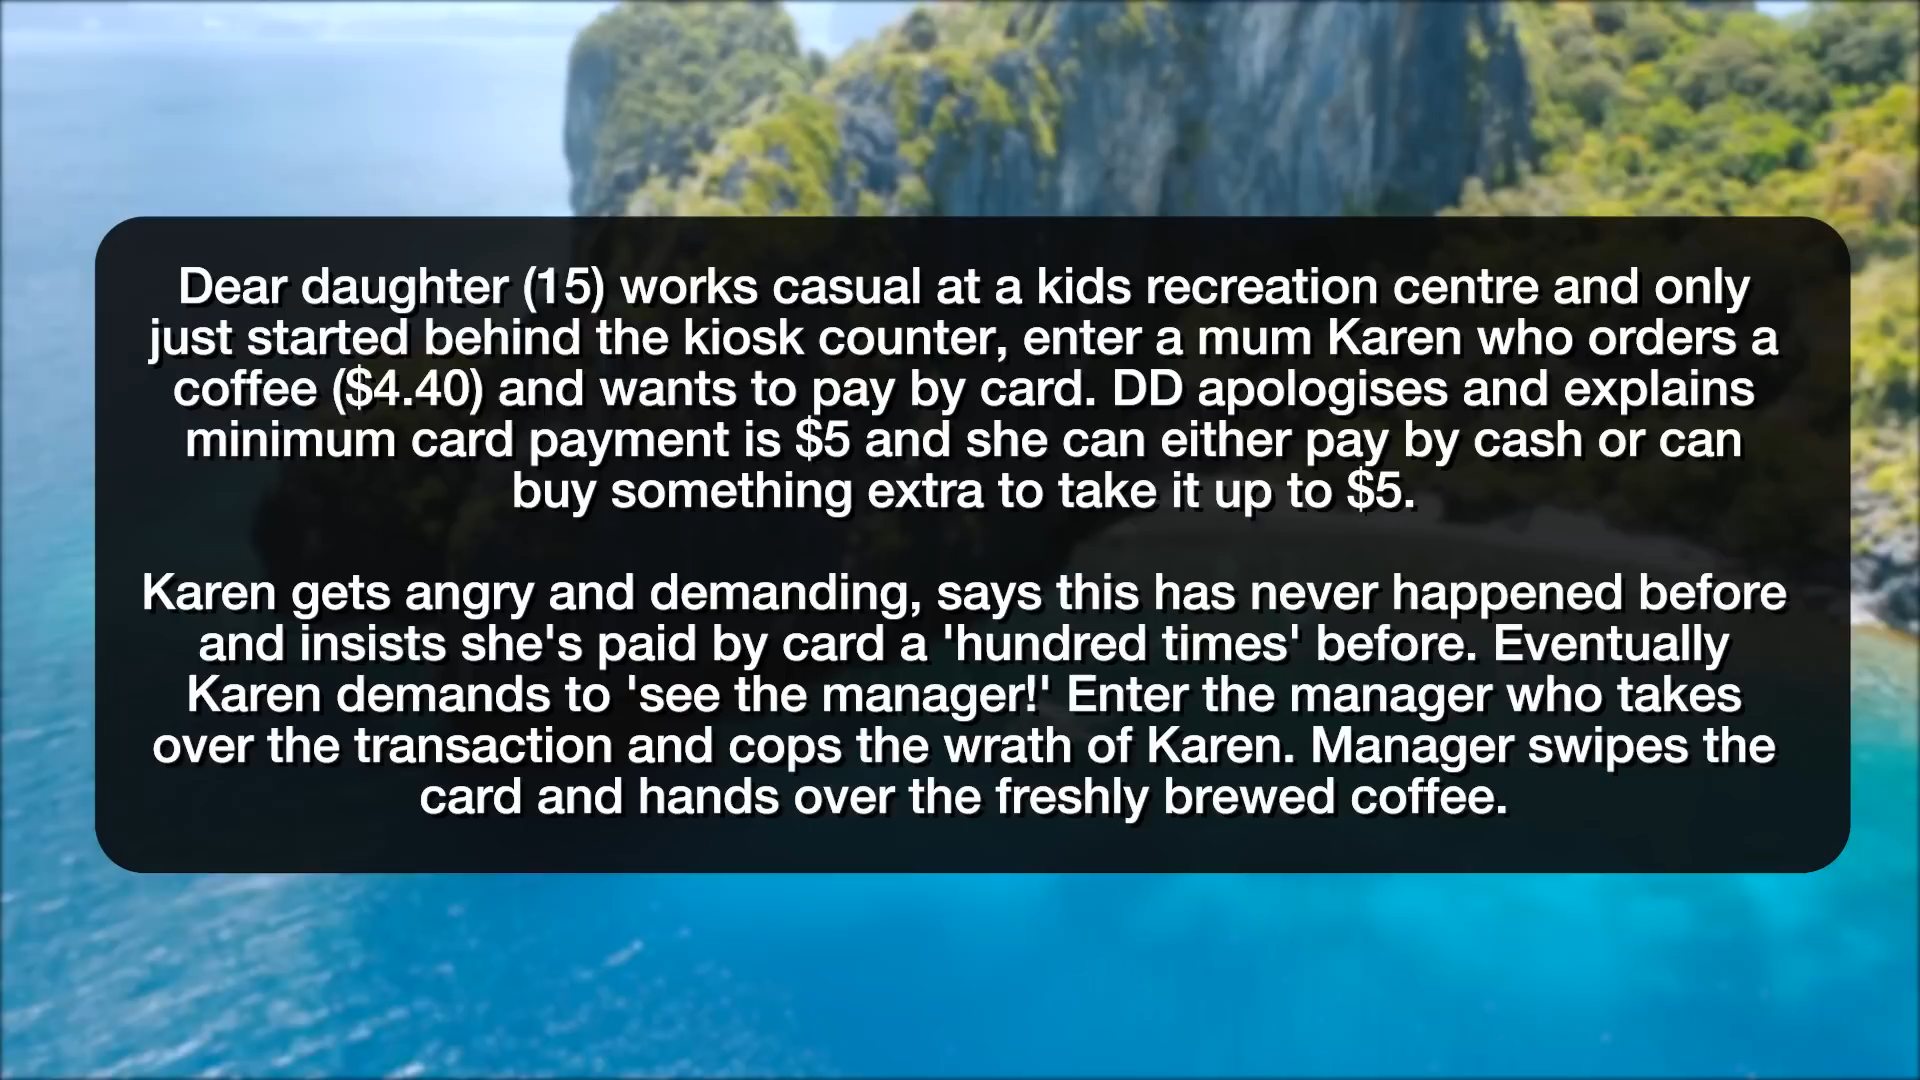 Dear daughter (15) works casual at a kids recreation centre and only
just started behind the kiosk counter, enter a mum Karen who orders a
coffee ($4.40) and wants to pay by card. DD apologises and explains
minimum card payment is $5 and she can either pay by cash or can
buy something extra to take it up to $5.
Karen gets angry and demanding, says this has never happened before
and insists she's paid by card a 'hundred times' before. Eventually
Karen demands to 'see the manager!' Enter the manager who takes
over the transaction and cops the wrath of Karen. Manager swipes the
card and hands over the freshly brewed coffee.